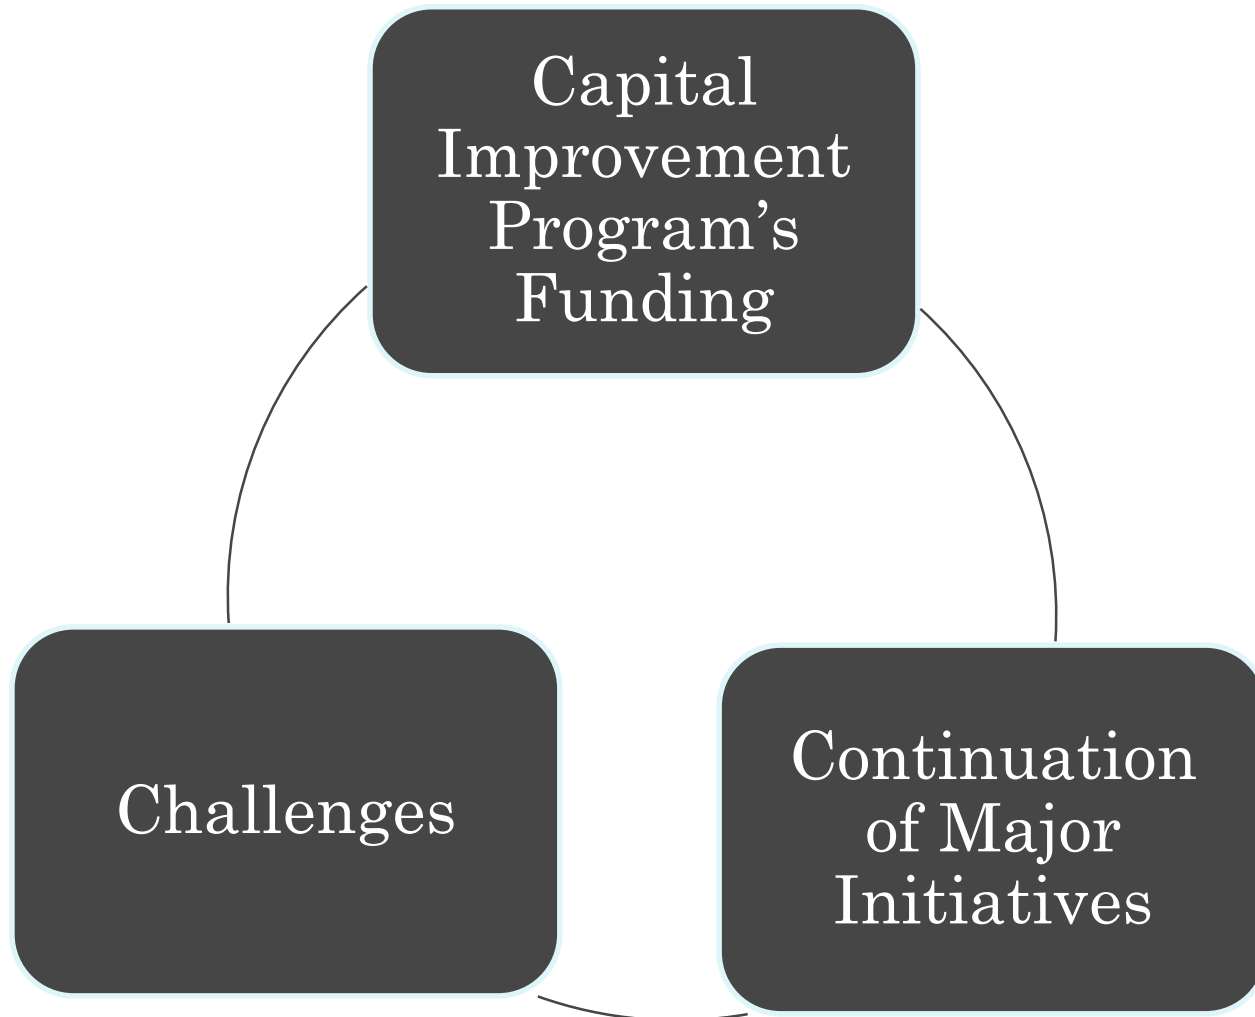 Capital
Improvement
Program’s
Funding
Challenges
Continuation
of Major
Initiatives